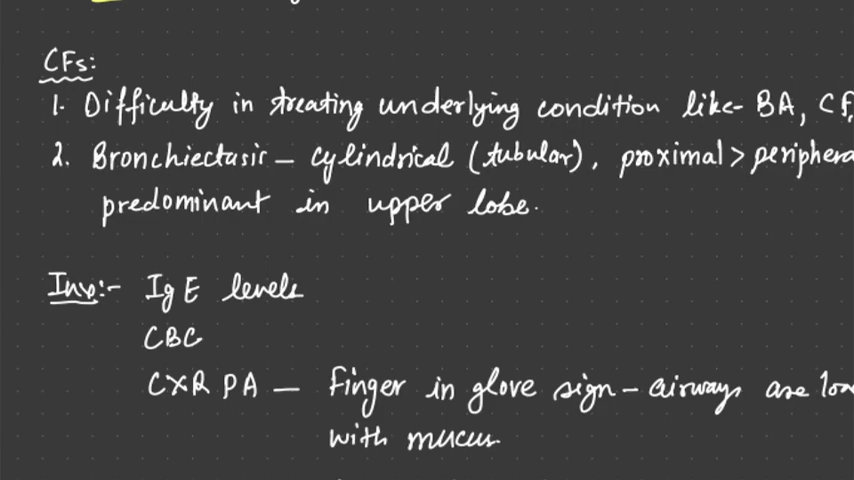 CFs:
1. Difficulty in treating underlying condition like- BA, CF,
2. Bronchiectasis – cylindrical (tubular), proximal > periphera
predominant in upper lobe.
Inv:- IgE levels
CBC
CXR PA – Finger in glove sign – airways are loa
with mucus.